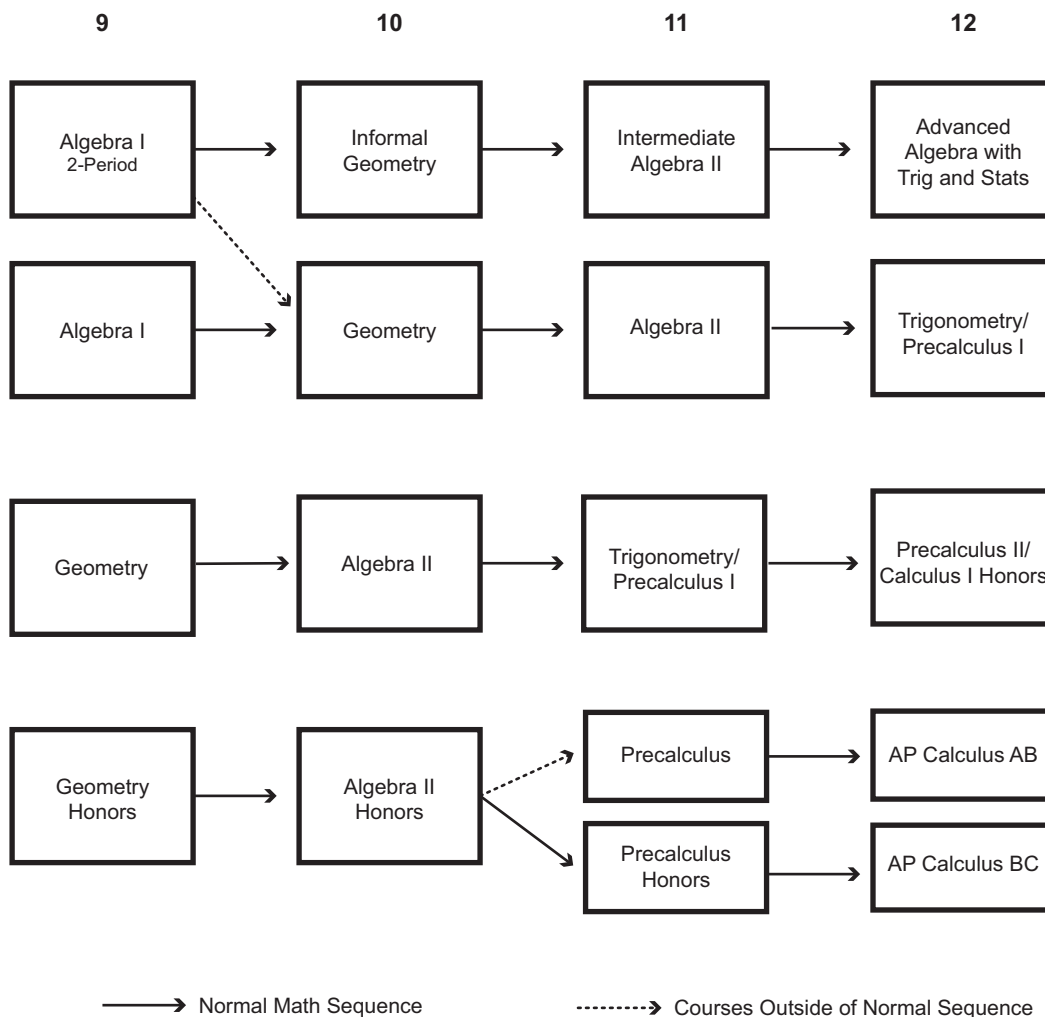 9 10 11 12
Algebra I
2-Period
Informal
Geometry
Intermediate
Algebra II
Advanced
Algebra with
Trig and Stats
Algebra I
Geometry
Algebra II
Trigonometry/
Precalculus I
Geometry
Algebra II
Trigonometry/
Precalculus I
Precalculus II/
Calculus I Honors
Geometry
Honors
Algebra II
Honors
Precalculus
AP Calculus AB
Precalculus
Honors
AP Calculus BC
Normal Math Sequence
Courses Outside of Normal Sequence